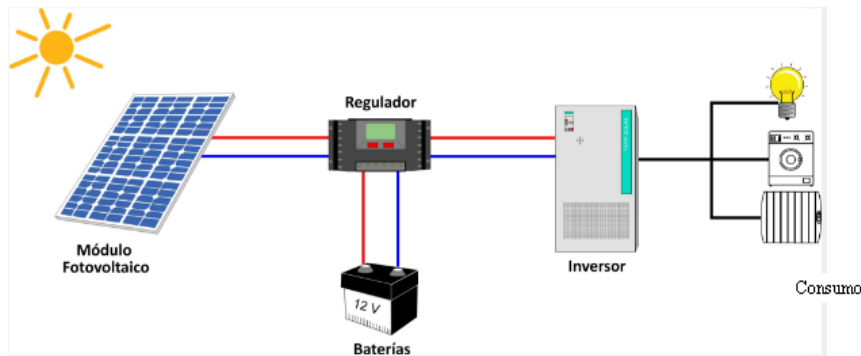 Regulador
Módulo
Fotovoltaico
Inversor
12 V
Consumo
Baterías